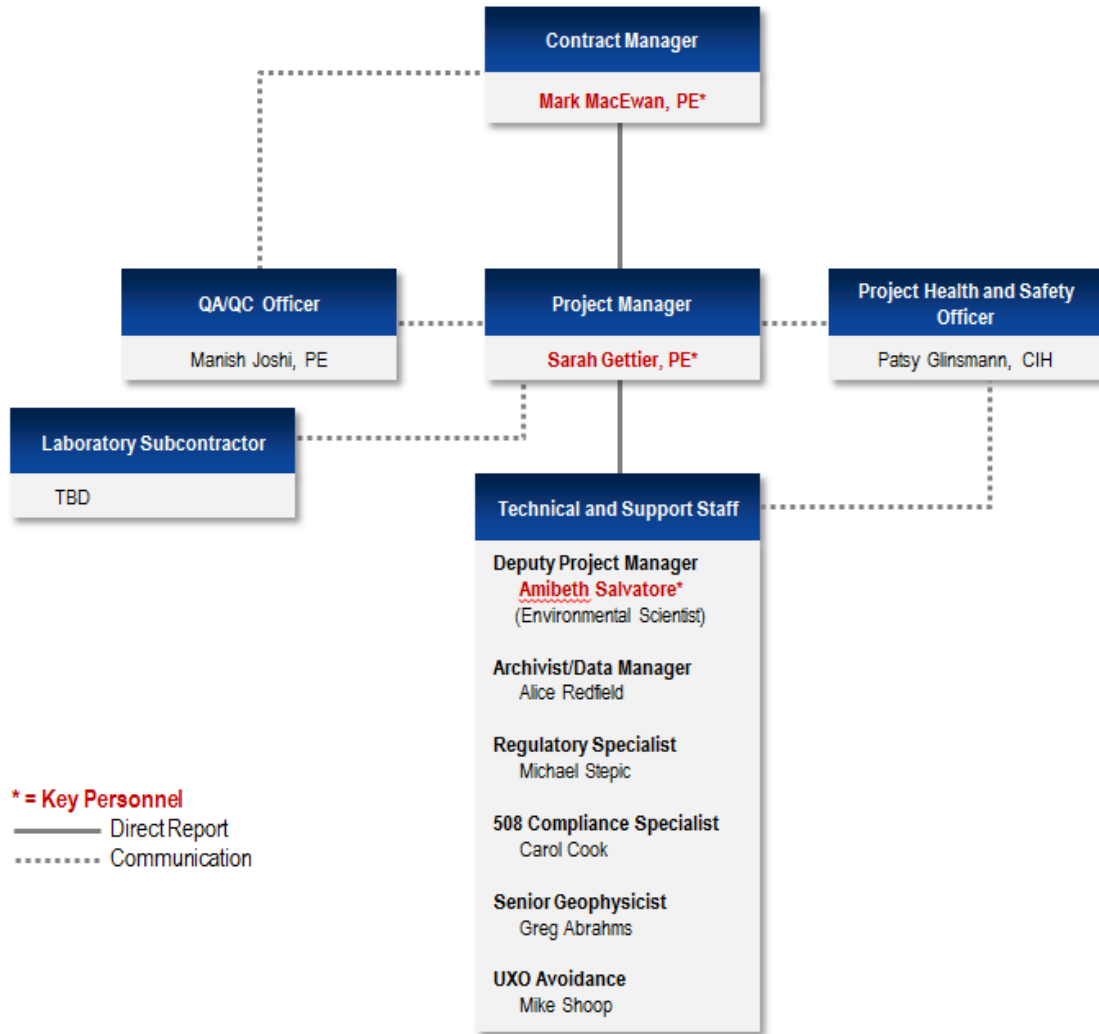 Contract Manager
Mark MacEwan, PE*
QA/QC Officer
Manish Joshi, PE
Project Manager
Sarah Gettier, PE*
Project Health and Safety
Officer
Patsy Glinsmann, CIH
Laboratory Subcontractor
TBD
Technical and Support Staff
Deputy Project Manager
Amibeth Salvatore*
(Environmental Scientist)
Archivist/Data Manager
Alice Redfield
Regulatory Specialist
Michael Stepic
508 Compliance Specialist
Carol Cook
Senior Geophysicist
Greg Abrahms
UXO Avoidance
Mike Shoop
* = Key Personnel
Direct Report
Communication